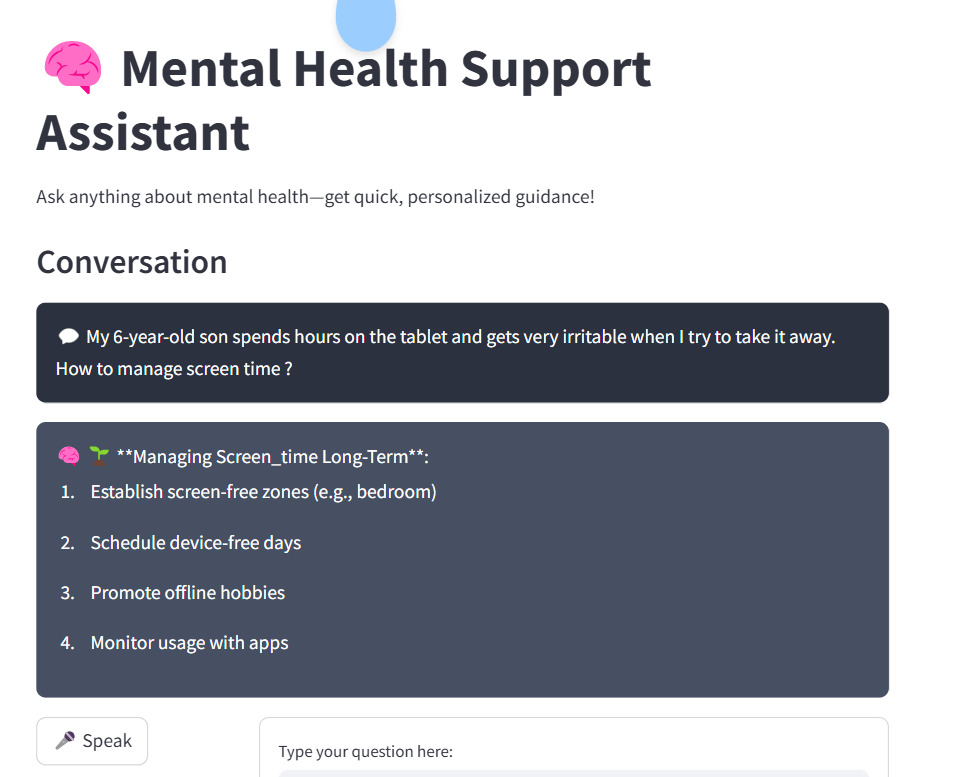 Mental Health Support
Assistant
Ask anything about mental health—get quick, personalized guidance!
Conversation
My 6-year-old son spends hours on the tablet and gets very irritable when I try to take it away.
How to manage screen time ?
**Managing Screen_time Long-Term**:
1. Establish screen-free zones (e.g., bedroom)
2. Schedule device-free days
3. Promote offline hobbies
4. Monitor usage with apps
Speak
Type your question here: